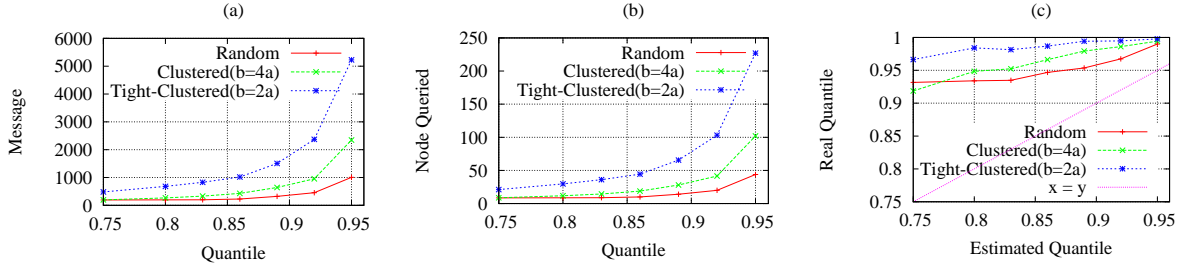 (a)
Message
6000
5000
4000
3000
2000
1000
0
0.75
0.8
0.85
0.9
0.95
Quantile
Random
Clustered(b=4a)
Tight-Clustered(b=2a)
(b)
Node Queried
250
200
150
100
50
0
0.75
0.8
0.85
0.9
0.95
Quantile
Random
Clustered(b=4a)
Tight-Clustered(b=2a)
(c)
Real Quantile
1
0.95
0.9
0.85
0.8
0.75
0.75
0.8
0.85
0.9
0.95
Estimated Quantile
Random
Clustered(b=4a)
Tight-Clustered(b=2a)
x = y